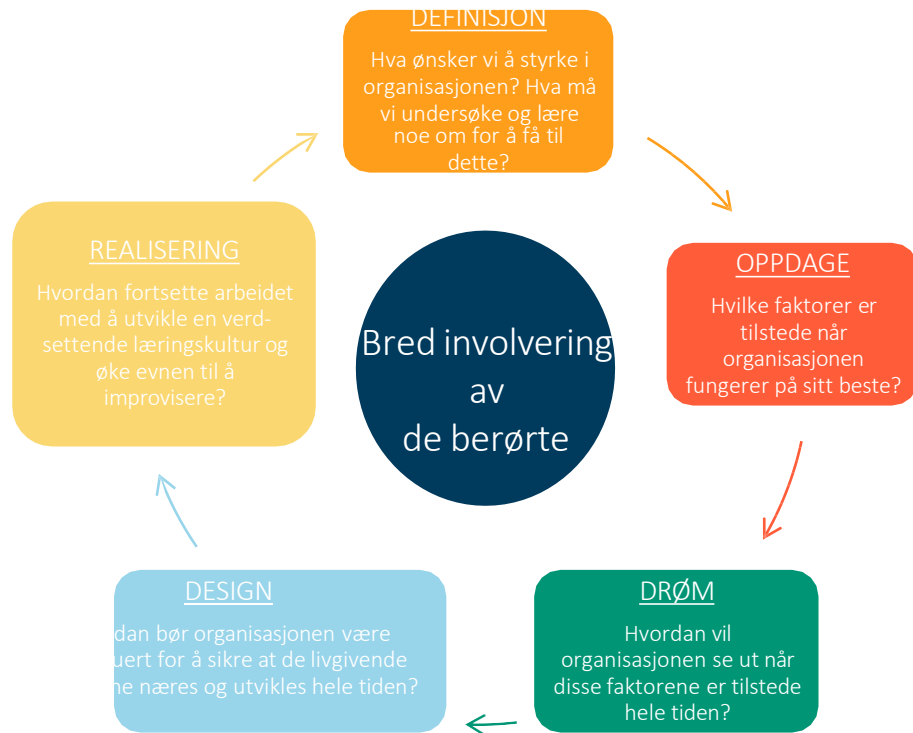 DEFINISJON
Hva ønsker vi å styrke i
organisasjonen? Hva må
vi undersøke og lære
noe om for å få til
dette?
OPPDAGE
Hvilke faktorer er
tilstede når
organisasjonen
fungerer på sitt beste?
DRØM
Hvordan vil
organisasjonen se ut når
disse faktorene er tilstede
hele tiden?
DESIGN
bør organisasjonen være
for å sikre at de livgivende
næres og utvikles hele tiden?
REALISERING
Hvordan fortsette arbeidet
med å utvikle en verd-
settende læringskultur og
øke evnen til å
improvisere?
Bred involvering
av
de berørte